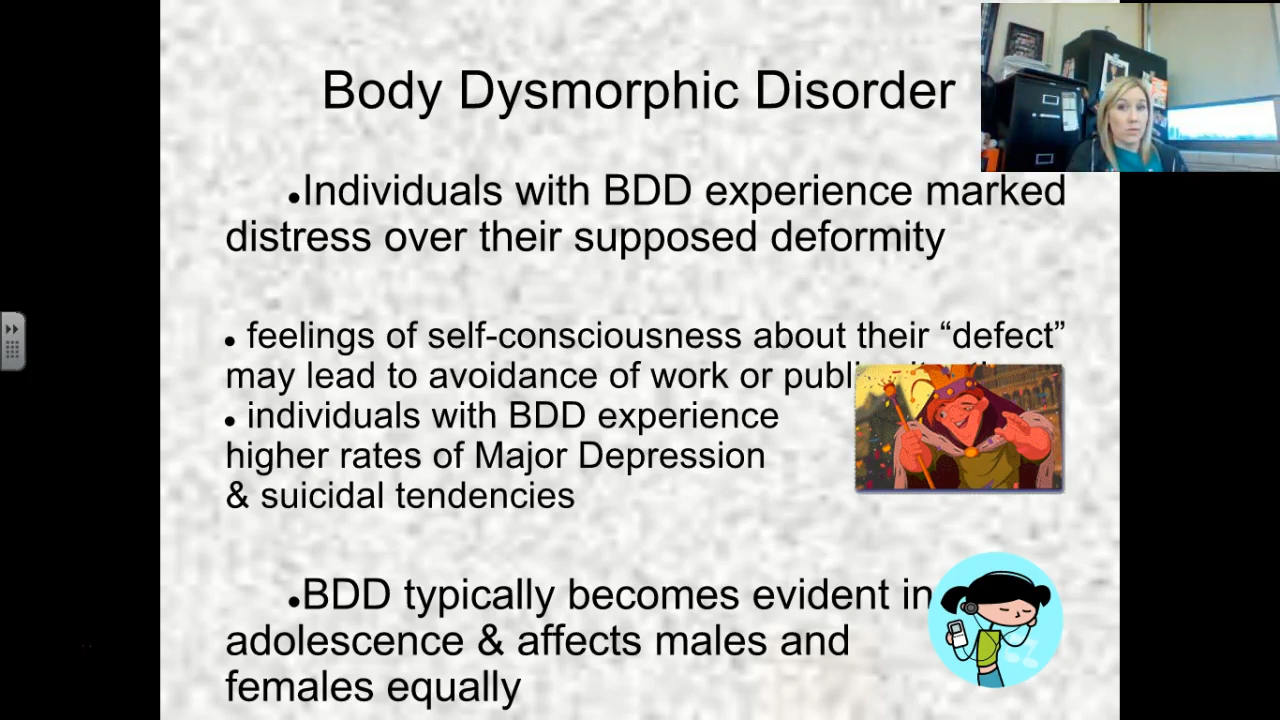 Body Dysmorphic Disorder
•Individuals with BDD experience marked
distress over their supposed deformity
• feelings of self-consciousness about their “defect”
may lead to avoidance of work or
• individuals with BDD experience
higher rates of Major Depression
& suicidal tendencies
•BDD typically becomes evident in
adolescence & affects males and
females equally